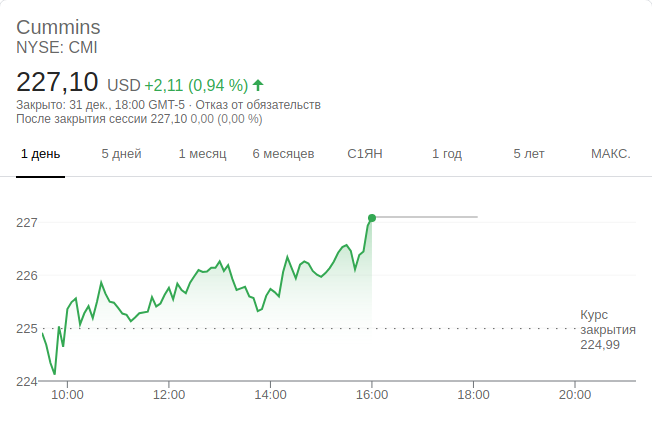 Cummins
NYSE: CMI
227,10 USD +2,11 (0,94 %)
Закрыто: 31 дек., 18:00 GMT-5 · Отказ от обязательств
После закрытия сессии 227,10 0,00 (0,00 %)
1 день 5 дней 1 месяц 6 месяцев С1ЯН 1 год 5 лет МАКС.
227
226
225
224
Курс
закрытия
224,99
10:00 12:00 14:00 16:00 18:00 20:00